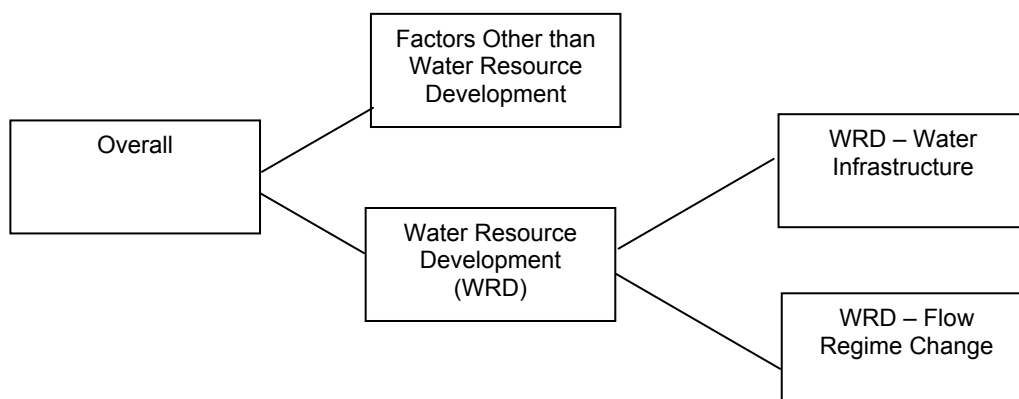 Factors Other than
Water Resource
Development
Overall
WRD – Water
Infrastructure
Water Resource
Development
(WRD)
WRD – Flow
Regime Change